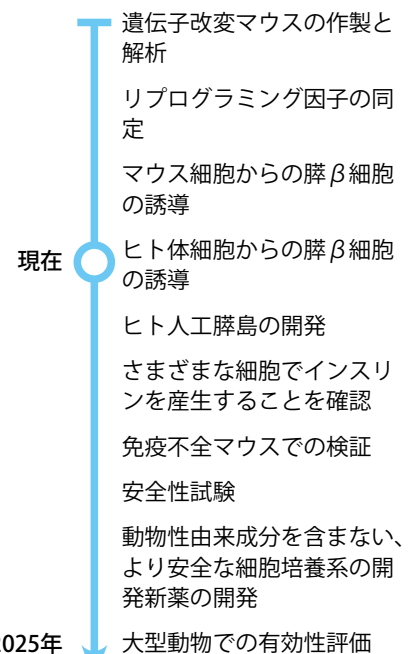 遺伝子改変マウスの作製と
解析
リプログラミング因子の同
定
マウス細胞からの膵β細胞
の誘導
現在
ヒト体細胞からの膵β細胞
の誘導
ヒト人工膵島の開発
さまざまな細胞でインスリ
ンを産生することを確認
免疫不全マウスでの検証
安全性試験
動物性由来成分を含まない、
より安全な細胞培養系の開
発新薬の開発
2025年
大型動物での有効性評価